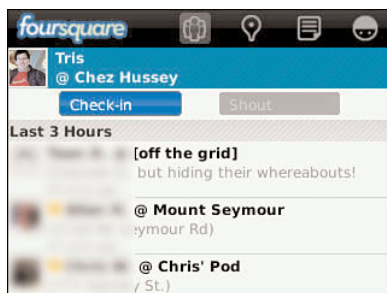 foursquare
Tris
@ Chez Hussey
Check-in
Shout
Last 3 Hours
[off the grid]
but hiding their whereabouts!
@ Mount Seymour
eymour Rd)
@ Chris' Pod
St.)